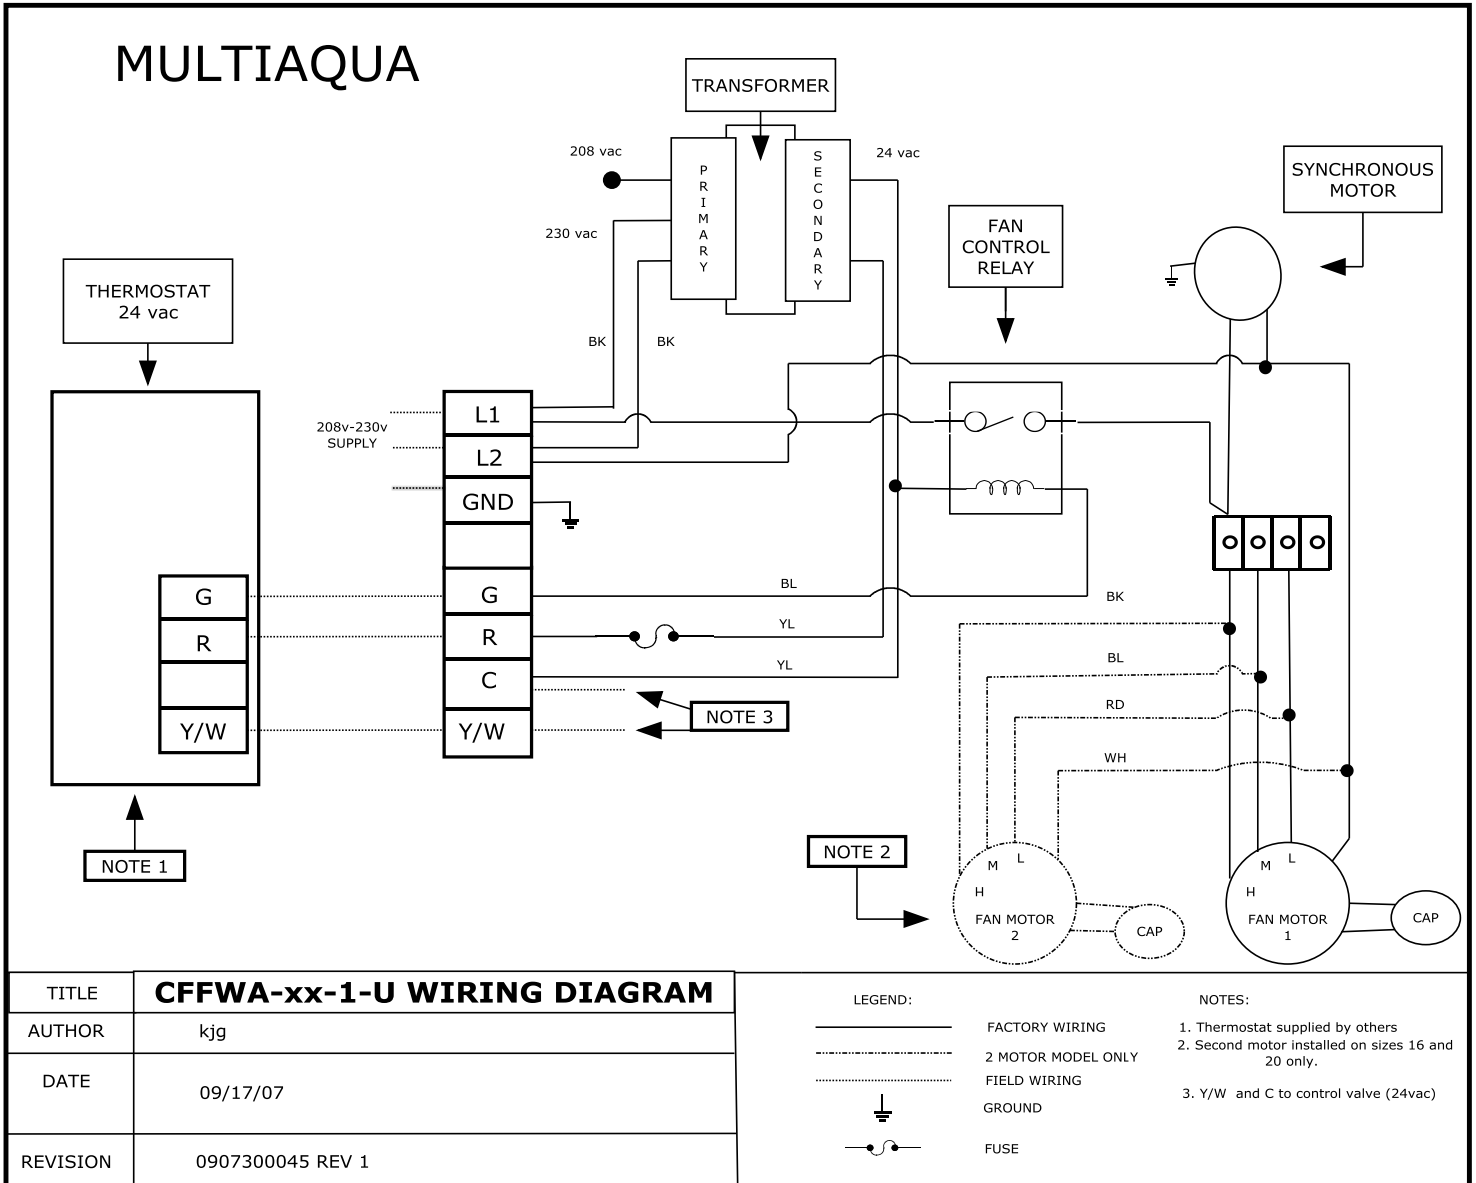 MULTIAQUA
TRANSFORMER
208 vac
24 vac
230 vac
PRIMARY
SECONDARY
SYNCHRONOUS
MOTOR
FAN
CONTROL
RELAY
THERMOSTAT
24 vac
BK
BK
208v-230v
SUPPLY
L1
L2
GND
G
R
C
Y/W
G
R
Y/W
BL
YL
YL
NOTE 3
NOTE 1
NOTE 2
BK
BL
RD
WH
H
M
L
FAN MOTOR
2
CAP
H
M
L
FAN MOTOR
1
CAP
TITLE
CFFWA-xx-1-U WIRING DIAGRAM
AUTHOR
kjg
DATE
09/17/07
REVISION
0907300045 REV 1
LEGEND:
FACTORY WIRING
2 MOTOR MODEL ONLY
FIELD WIRING
GROUND
FUSE
NOTES:
1. Thermostat supplied by others
2. Second motor installed on sizes 16 and
20 only.
3. Y/W and C to control valve (24vac)